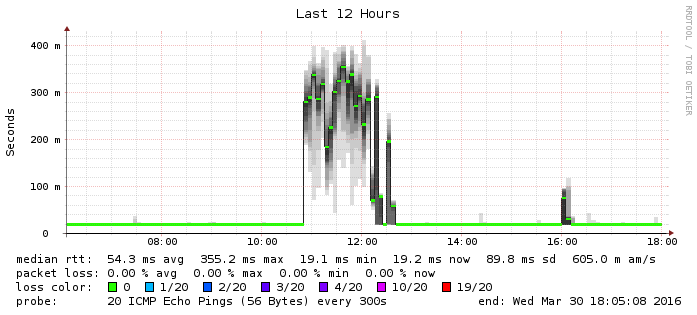 Last 12 Hours
RRDTOOL / TOBI OETIKER
Seconds
400 m
300 m
200 m
100 m
0
08:00 10:00 12:00 14:00 16:00 18:00
median rtt: 54.3 ms avg 355.2 ms max 19.1 ms min 19.2 ms now 89.8 ms sd 605.0 m am/s
packet loss: 0.00 % avg 0.00 % max 0.00 % min 0.00 % now
loss color: 0 1/20 2/20 3/20 4/20 10/20 19/20
probe: 20 ICMP Echo Pings (56 Bytes) every 300s end: Wed Mar 30 18:05:08 2016